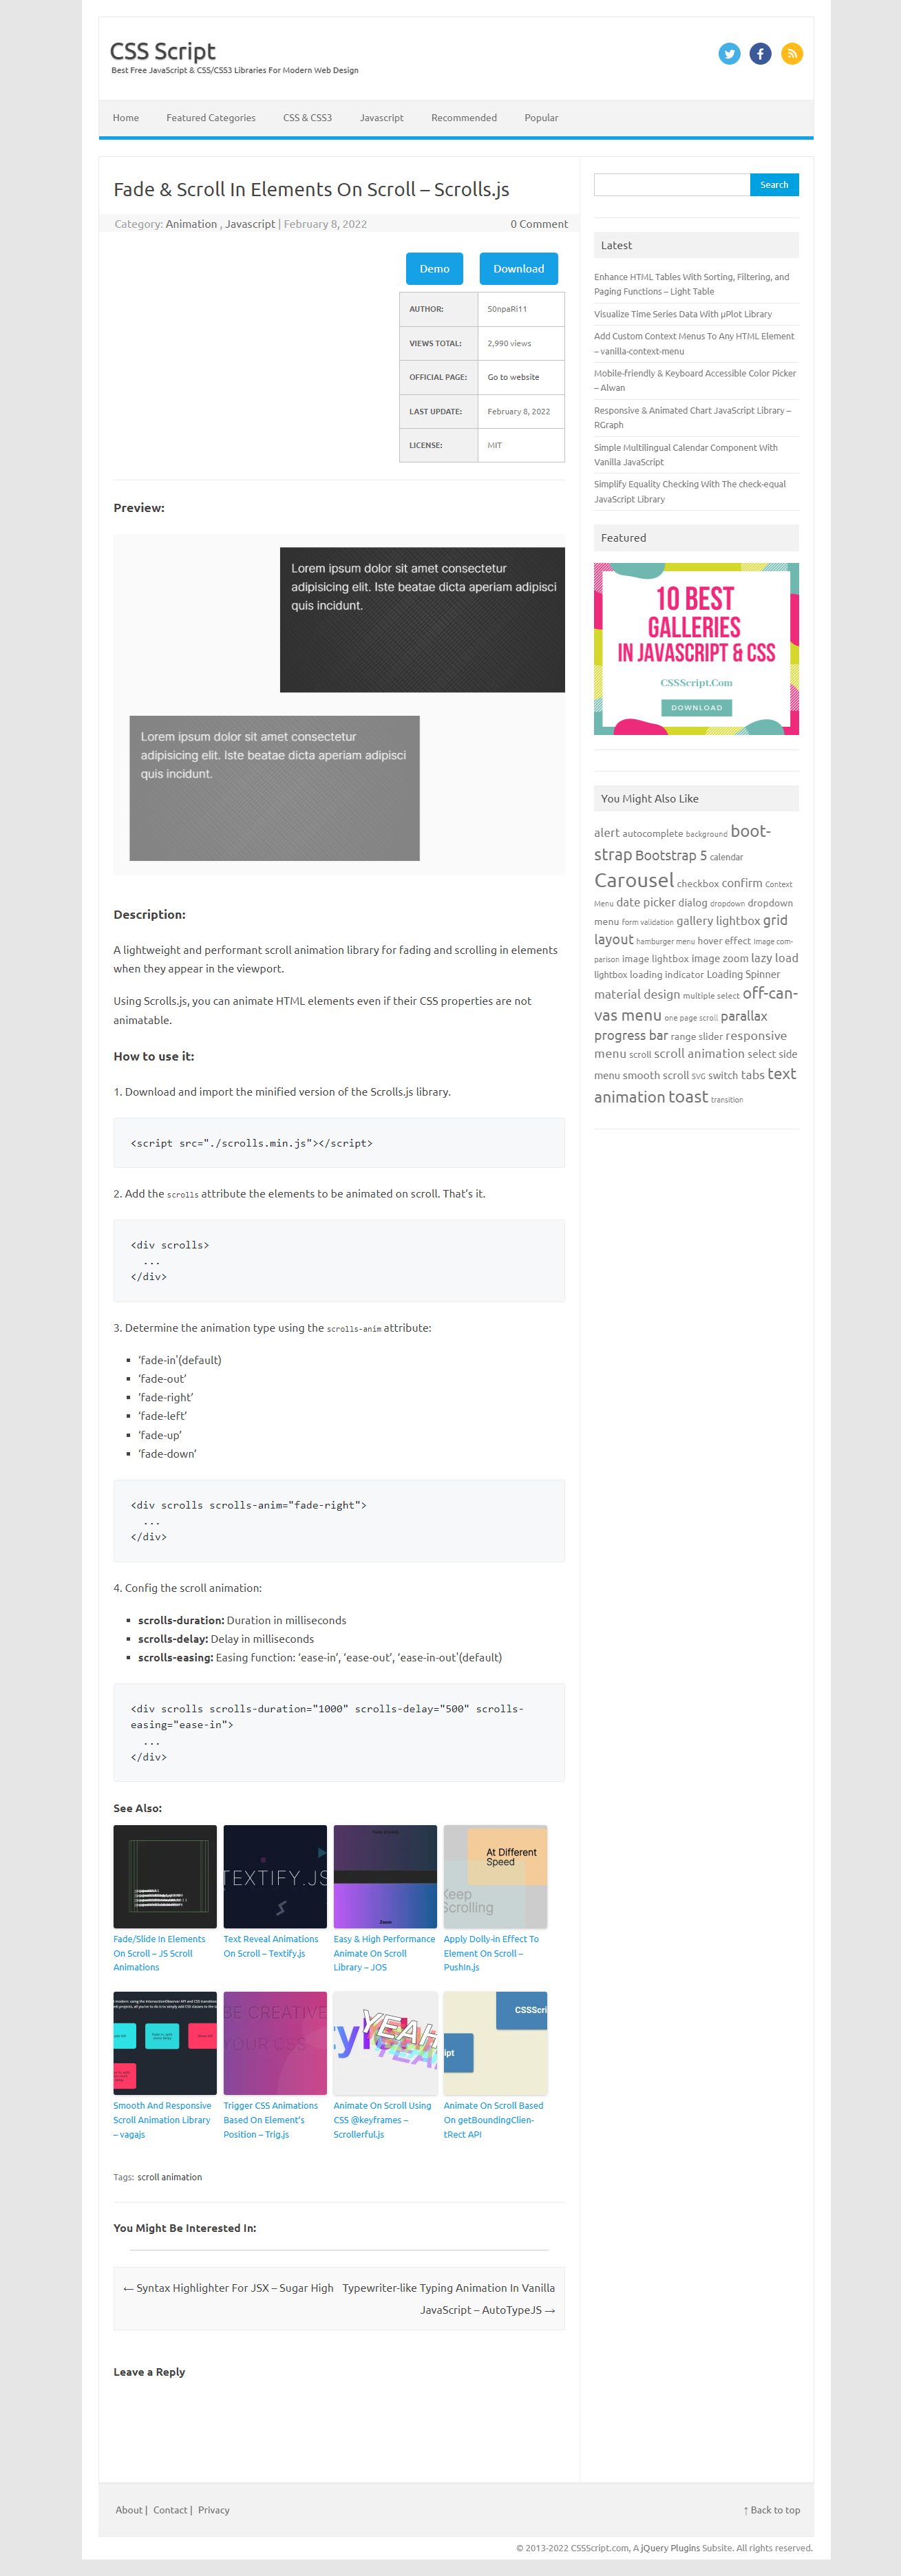 CSS Script
Best Free JavaScript & CSS/CSS3 Libraries For Modern Web Design
Home
Featured Categories
CSS & CSS3
Javascript
Recommended
Popular
Fade & Scroll In Elements On Scroll – Scrolls.js
Category: Animation , Javascript | February 8, 2022
0 Comment
Demo
Download
AUTHOR: S0npaRi11
VIEWS TOTAL: 2,990 views
OFFICIAL PAGE: Go to website
LAST UPDATE: February 8, 2022
LICENSE: MIT
Preview:
Lorem ipsum dolor sit amet consectetur
adipisicing elit. Iste beatae dicta aperiam adipisci
quis incidunt.
Lorem ipsum dolor sit amet consectetur
adipisicing elit. Iste beatae dicta aperiam adipisci
quis incidunt.
Description:
A lightweight and performant scroll animation library for fading and scrolling in elements
when they appear in the viewport.
Using Scrolls.js, you can animate HTML elements even if their CSS properties are not
animatable.
How to use it:
1. Download and import the minified version of the Scrolls.js library.
<script src="./scrolls.min.js"></script>
2. Add the scrolls attribute the elements to be animated on scroll. That's it.
<div scrolls>
...
</div>
3. Determine the animation type using the scrolls-anim attribute:
‘fade-in'(default)
‘fade-out’
‘fade-right’
‘fade-left’
‘fade-up’
‘fade-down’
<div scrolls scrolls-anim="fade-right">
...
</div>
4. Config the scroll animation:
scrolls-duration: Duration in milliseconds
scrolls-delay: Delay in milliseconds
scrolls-easing: Easing function: ‘ease-in’, ‘ease-out’, ‘ease-in-out'(default)
<div scrolls scrolls-duration="1000" scrolls-delay="500" scrolls-
easing="ease-in">
...
</div>
See Also:
TEXTIFY.JS
Zoom
At Different
Speed
Keep
Scrolling
Fade/Slide In Elements
On Scroll – JS Scroll
Animations
Text Reveal Animations
On Scroll – Textify.js
Easy & High Performance
Animate On Scroll
Library – JOS
Apply Dolly-in Effect To
Element On Scroll –
PushIn.js
BE CREATIVE
YOUR CSS
YEAH
CSSScri
ipt
Smooth And Responsive
Scroll Animation Library
– vagajs
Trigger CSS Animations
Based On Element’s
Position – Trig.js
Animate On Scroll Using
CSS @keyframes –
Scrollerful.js
Animate On Scroll Based
On getBoundingClien-
tRect API
Tags: scroll animation
You Might Be Interested In:
← Syntax Highlighter For JSX – Sugar High
Typewriter-like Typing Animation In Vanilla
JavaScript – AutoTypeJS →
Leave a Reply
Search
Latest
Enhance HTML Tables With Sorting, Filtering, and
Paging Functions – Light Table
Visualize Time Series Data With μPlot Library
Add Custom Context Menus To Any HTML Element
– vanilla-context-menu
Mobile-friendly & Keyboard Accessible Color Picker
– Alwan
Responsive & Animated Chart JavaScript Library –
RGraph
Simple Multilingual Calendar Component With
Vanilla JavaScript
Simplify Equality Checking With The check-equal
JavaScript Library
Featured
10 BEST
GALLERIES
IN JAVASCRIPT & CSS
CSSScript.Com
DOWNLOAD
You Might Also Like
alert autocomplete background boot-
strap Bootstrap 5 calendar
Carousel checkbox confirm Context
Menu date picker dialog dropdown dropdown
menu form validation gallery lightbox grid
layout hamburger menu hover effect Image com-
parison image lightbox image zoom lazy load
lightbox loading indicator Loading Spinner
material design multiple select off-can-
vas menu one page scroll parallax
progress bar range slider responsive
menu scroll scroll animation select side
menu smooth scroll SVG switch tabs text
animation toast transition
About | Contact | Privacy
↑ Back to top
© 2013-2022 CSSScript.com, A jQuery Plugins Subsite. All rights reserved.